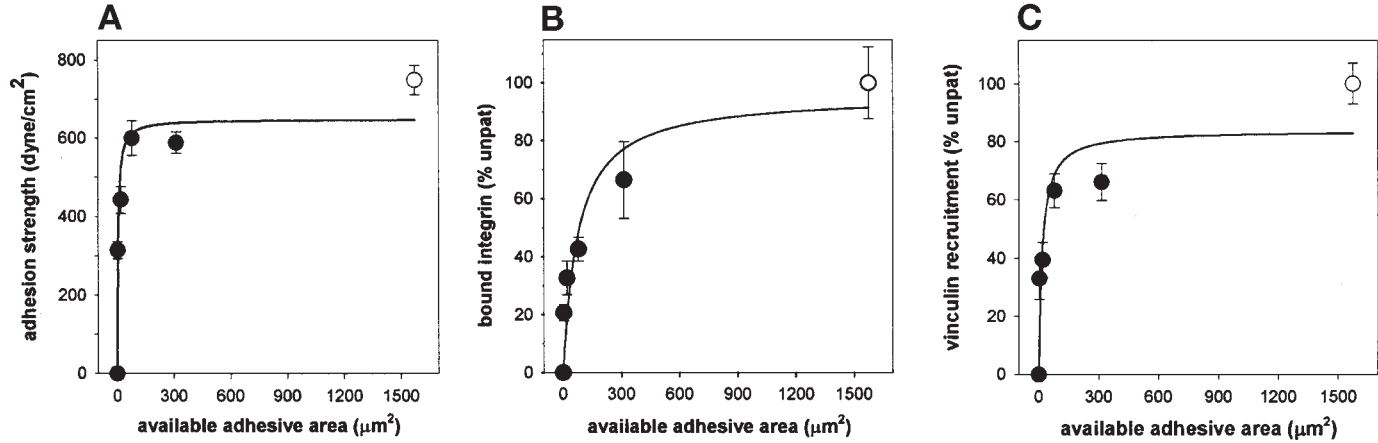 A
adhesion strength (dyne/cm²)
800
600
400
200
0
0 300 600 900 1200 1500
available adhesive area (μm²)
B
bound integrin (% unpat)
100
80
60
40
20
0
0 300 600 900 1200 1500
available adhesive area (μm²)
C
vinculin recruitment (% unpat)
100
80
60
40
20
0
0 300 600 900 1200 1500
available adhesive area (μm²)